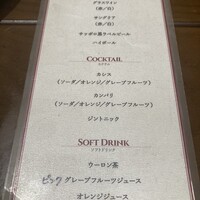 グラスワイン
(赤／白)
サングリア
(赤／白)
サッポロ黒ラベルビール
ハイボール
COCKTAIL
カクテル
カシス
(ソーダ/オレンジ/グレープフルーツ)
カンパリ
(ソーダ/オレンジ/グレープフルーツ)
ジントニック
SOFT DRINK
ソフトドリンク
ウーロン茶
ピンク グレープフルーツジュース
オレンジジュース